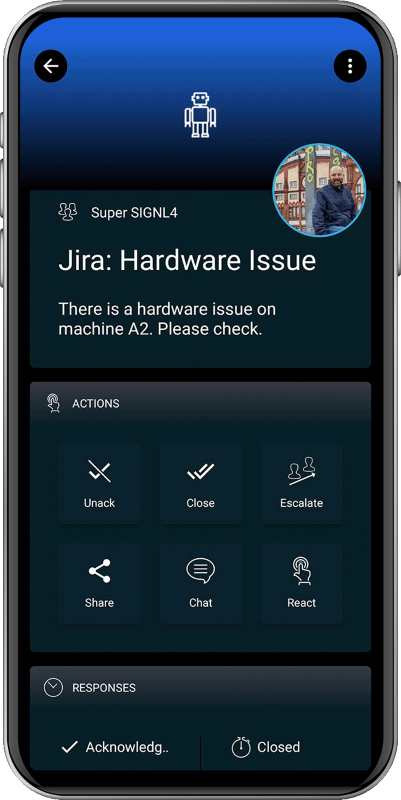 Super SIGNL4
Jira: Hardware Issue
There is a hardware issue on
machine A2. Please check.
ACTIONS
Unack
Close
Escalate
Share
Chat
React
RESPONSES
Acknowledg..
Closed